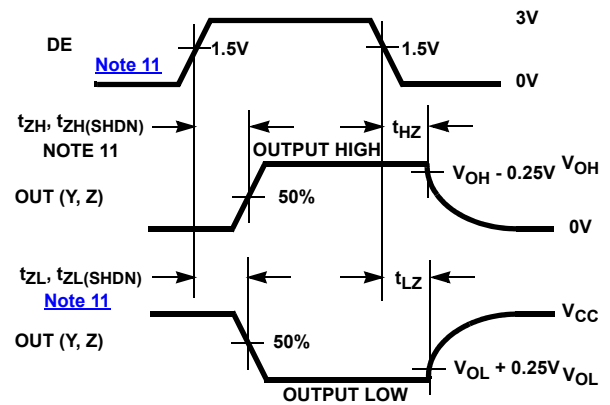 3V
DE
1.5V
1.5V
Note 11
0V
tZH, tZH(SHDN)
NOTE 11
tHZ
OUTPUT HIGH
VOH - 0.25V
VOH
OUT (Y, Z)
50%
0V
tZL, tZL(SHDN)
Note 11
tLZ
VCC
OUT (Y, Z)
50%
VOL + 0.25V
VOL
OUTPUT LOW